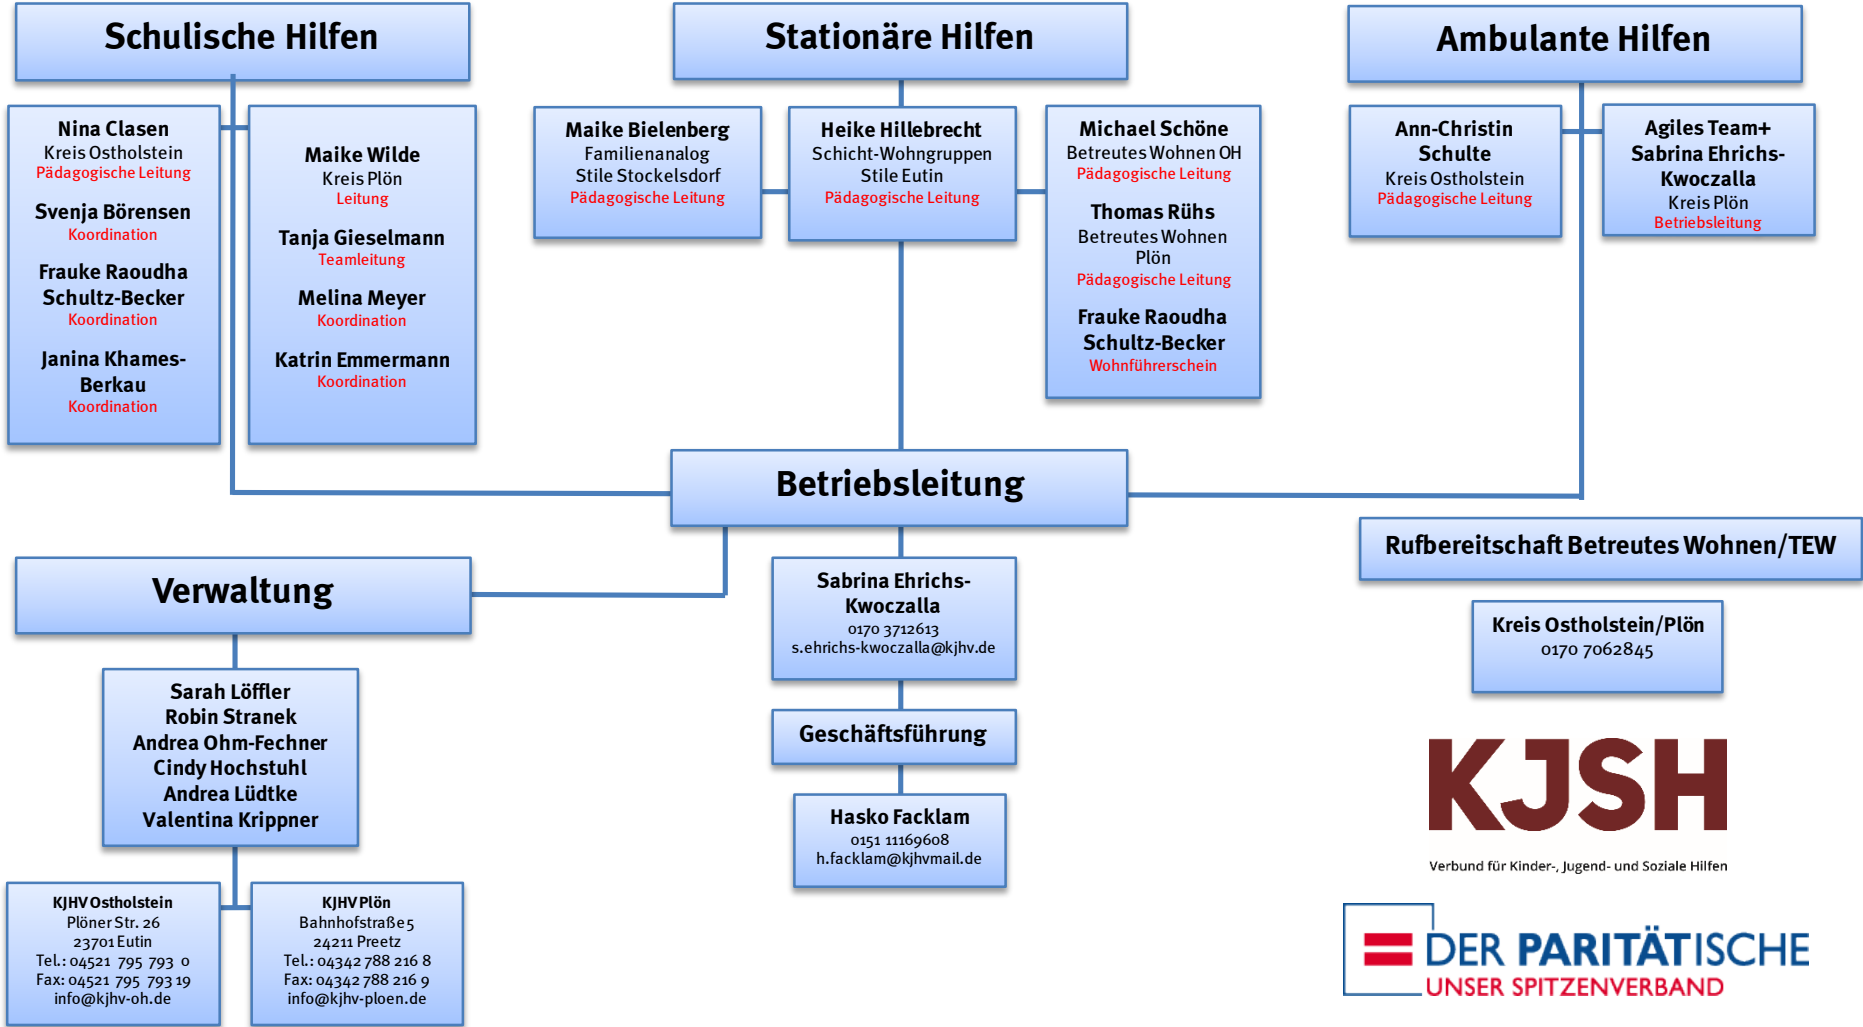 Schulische Hilfen
Nina Clasen
Kreis Ostholstein
Pädagogische Leitung
Svenja Börensen
Koordination
Frauke Raoudha
Schultz-Becker
Koordination
Janina Khames-
Berkau
Koordination
Maike Wilde
Kreis Plön
Leitung
Tanja Gieselmann
Teamleitung
Melina Meyer
Koordination
Katrin Emmermann
Koordination
Stationäre Hilfen
Maike Bielenberg
Familienanalog
Stile Stockelsdorf
Pädagogische Leitung
Heike Hillebrecht
Schicht-Wohngruppen
Stile Eutin
Pädagogische Leitung
Michael Schöne
Betreutes Wohnen OH
Pädagogische Leitung
Thomas Rühs
Betreutes Wohnen
Plön
Pädagogische Leitung
Frauke Raoudha
Schultz-Becker
Wohnführerschein
Ambulante Hilfen
Ann-Christin
Schulte
Kreis Ostholstein
Pädagogische Leitung
Agiles Team+
Sabrina Ehrichs-
Kwoczalla
Kreis Plön
Betriebsleitung
Betriebsleitung
Verwaltung
Sarah Löffler
Robin Stranek
Andrea Ohm-Fechner
Cindy Hochstuhl
Andrea Lüdtke
Valentina Krippner
KJHV Ostholstein
Plöner Str. 26
23701 Eutin
Tel.: 04521 795 793 0
Fax: 04521 795 793 19
info@kjhv-oh.de
KJHV Plön
Bahnhofstraße 5
24211 Preetz
Tel.: 04342 788 216 8
Fax: 04342 788 216 9
info@kjhv-ploen.de
Sabrina Ehrichs-
Kwoczalla
0170 3712613
s.ehrichs-kwoczalla@kjhv.de
Geschäftsführung
Hasko Facklam
0151 11169608
h.facklam@kjhvmail.de
Rufbereitschaft Betreutes Wohnen/TEW
Kreis Ostholstein/Plön
0170 7062845
KJSH
Verbund für Kinder-, Jugend- und Soziale Hilfen
DER PARITÄTISCHE
UNSER SPITZENVERBAND